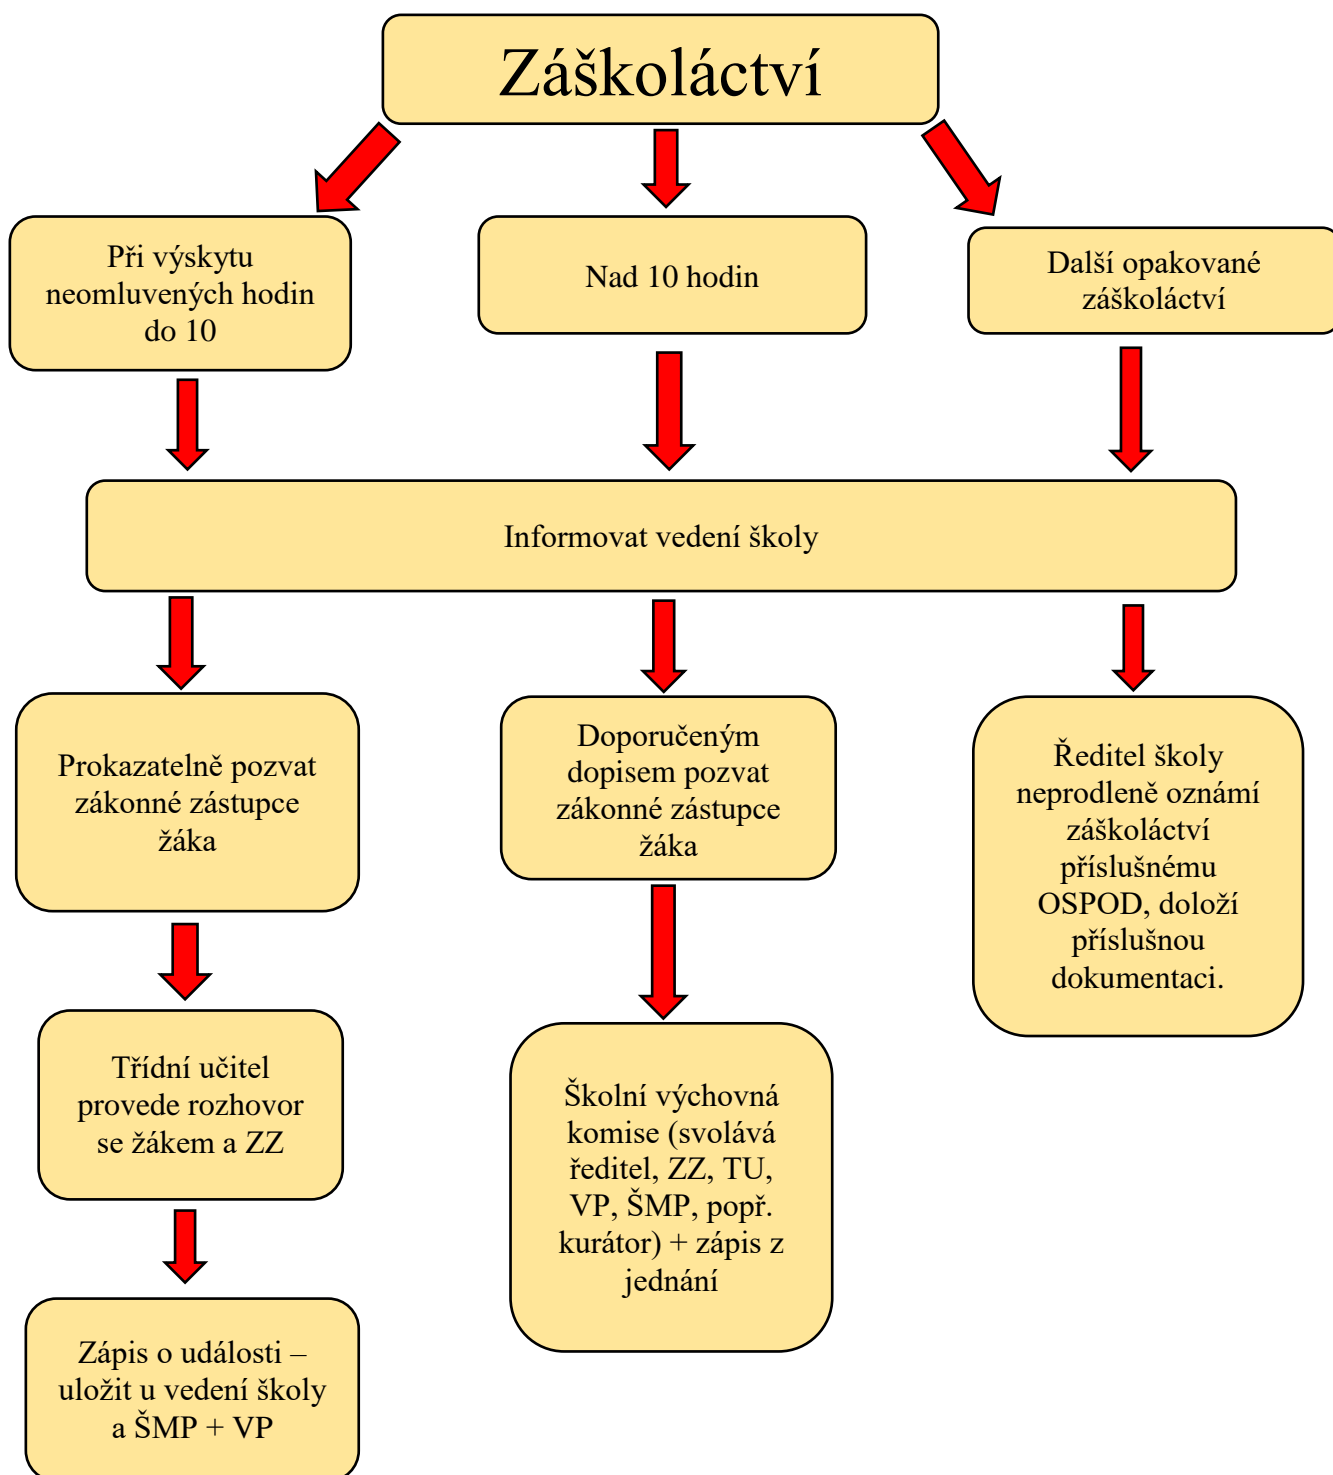 Záškoláctví
Při výskytu
neomluvených hodin
do 10
Nad 10 hodin
Další opakované
záškoláctví
Informovat vedení školy
Prokazatelně pozvat
zákonné zástupce
žáka
Doporučeným
dopisem pozvat
zákonné zástupce
žáka
Ředitel školy
neprodleně oznámí
záškoláctví
příslušnému
OSPOD, doloží
příslušnou
dokumentaci.
Třídní učitel
provede rozhovor
se žákem a ZZ
Školní výchovná
komise (svolává
ředitel, ZZ, TU,
VP, ŠMP, popř.
kurátor) + zápis z
jednání
Zápis o události –
uložit u vedení školy
a ŠMP + VP